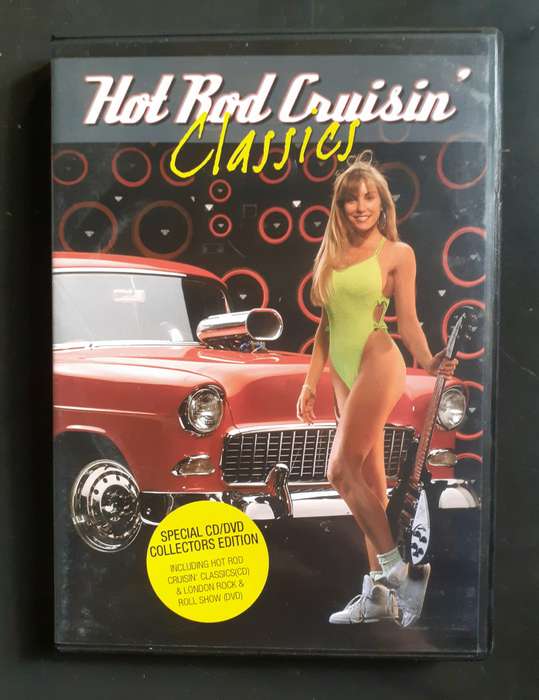 Hot Rod Cruisin'
Classics
SPECIAL CD/DVD
COLLECTORS EDITION
INCLUDING HOT ROD
CRUISIN' CLASSICS(CD)
& LONDON ROCK &
ROLL SHOW (DVD)